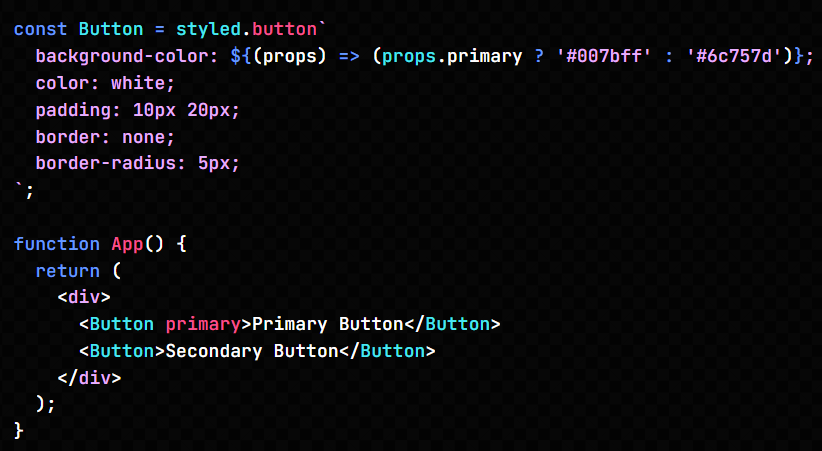 const Button = styled.button`
  background-color: ${(props) => (props.primary ? '#007bff' : '#6c757d')};
  color: white;
  padding: 10px 20px;
  border: none;
  border-radius: 5px;
`;

function App() {
  return (
    <div>
      <Button primary>Primary Button</Button>
      <Button>Secondary Button</Button>
    </div>
  );
}